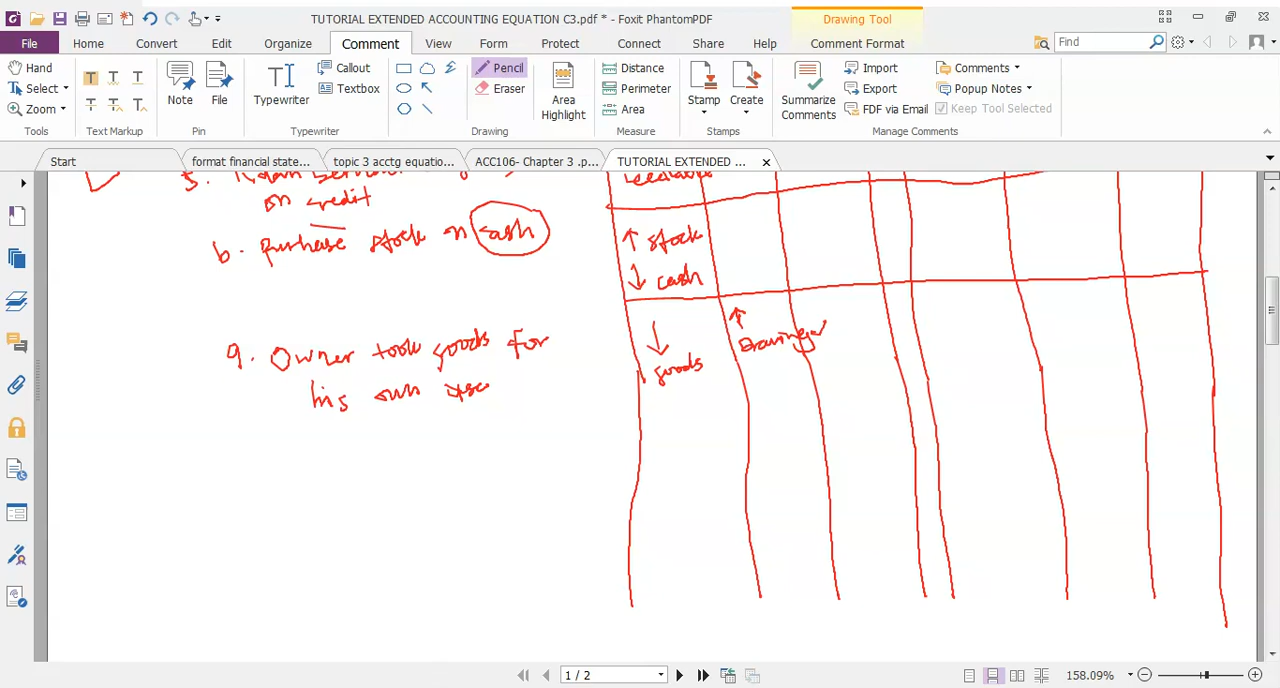 TUTORIAL EXTENDED ACCOUNTING EQUATION C3.pdf * - Foxit PhantomPDF
Drawing Tool
File Home Convert Edit Organize Comment View Form Protect Connect Share Help Comment Format Find
Hand
Select
Zoom
Tools
Text Markup
Note
File
Pin
Typewriter
Callout
Textbox
Typewriter
Pencil
Eraser
Drawing
Area Highlight
Distance
Perimeter
Area
Measure
Stamp
Create
Stamps
Summarize Comments
Import
Export
FDF via Email
Comments
Popup Notes
Keep Tool Selected
Manage Comments
Start
format financial state...
topic 3 acctg equatio...
ACC106- Chapter 3 .p...
TUTORIAL EXTENDED ...
on credit
b. purchase stock on cash
↑ stock
↓ cash
9. Owner took goods for
his own use
↓ goods
↑ Drawings
1 / 2
158.09%